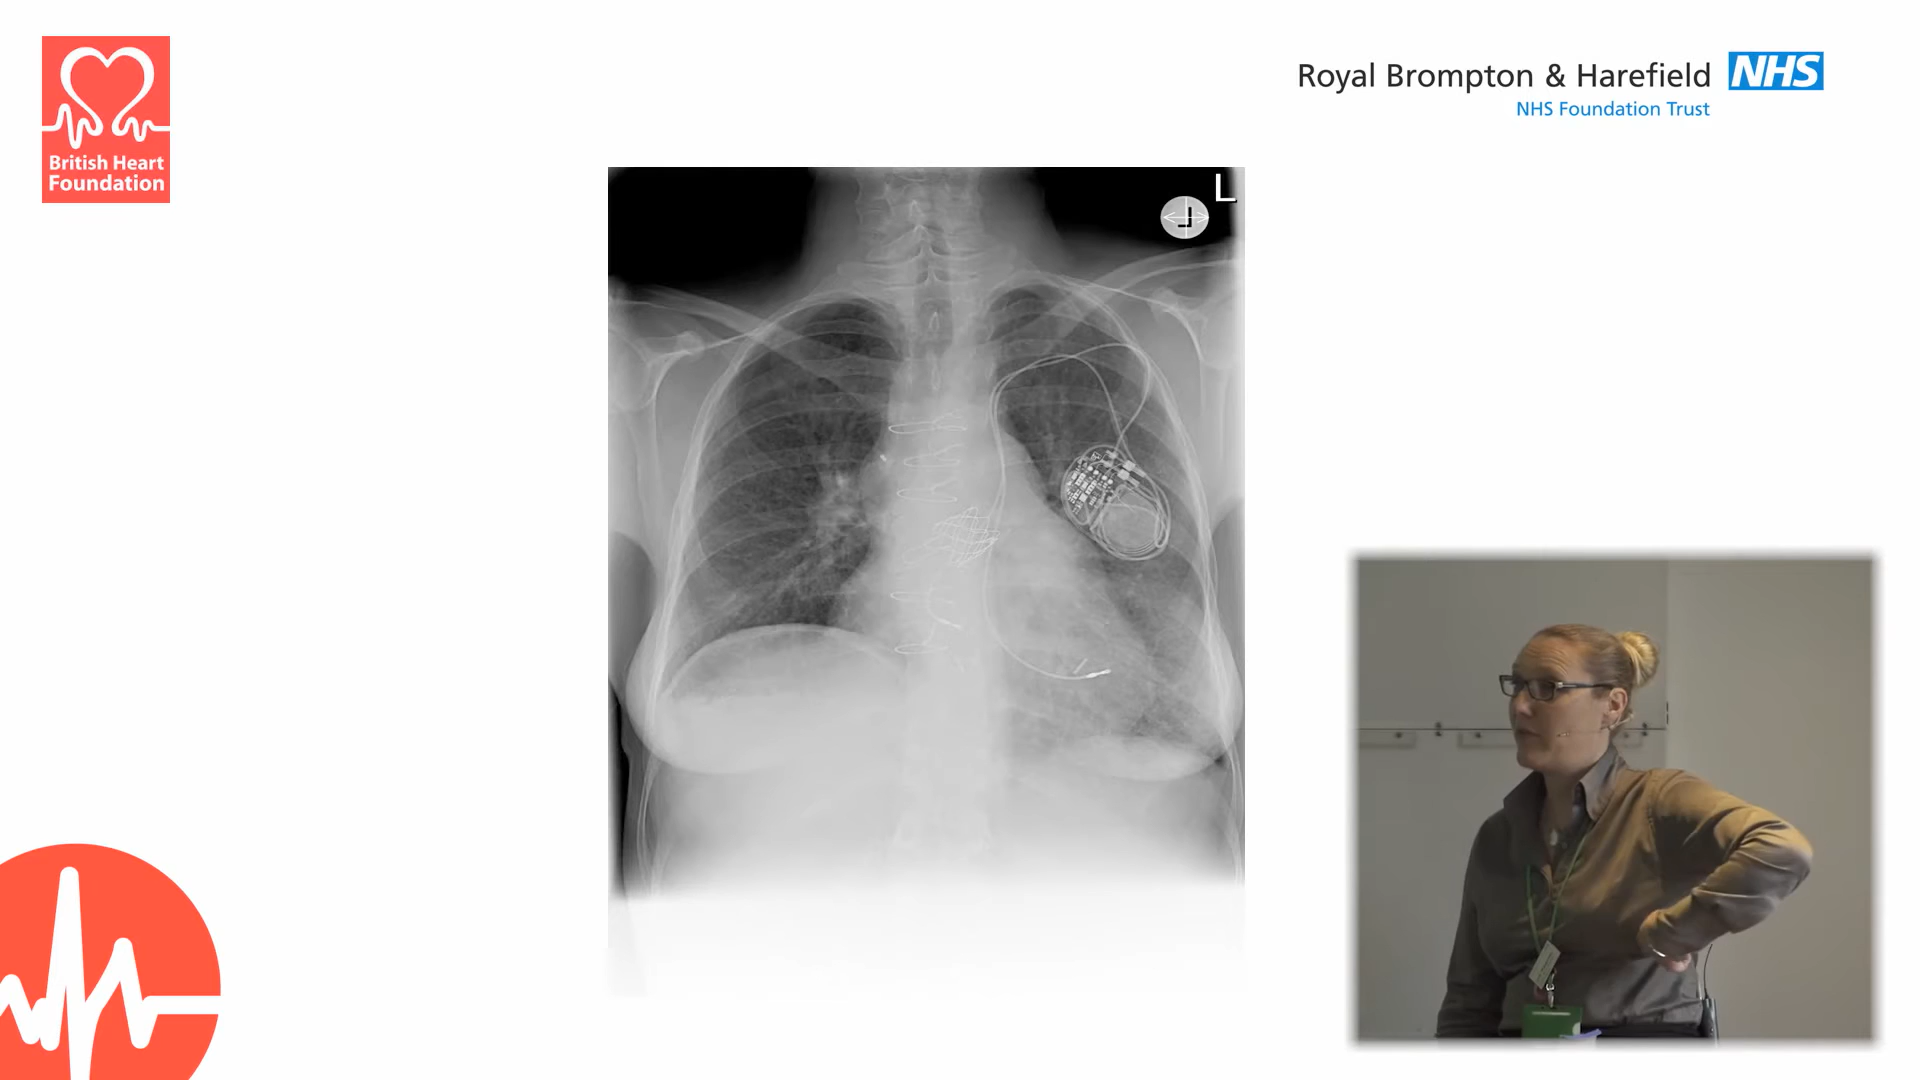 British Heart
Foundation
Royal Brompton & Harefield NHS
NHS Foundation Trust
L
L